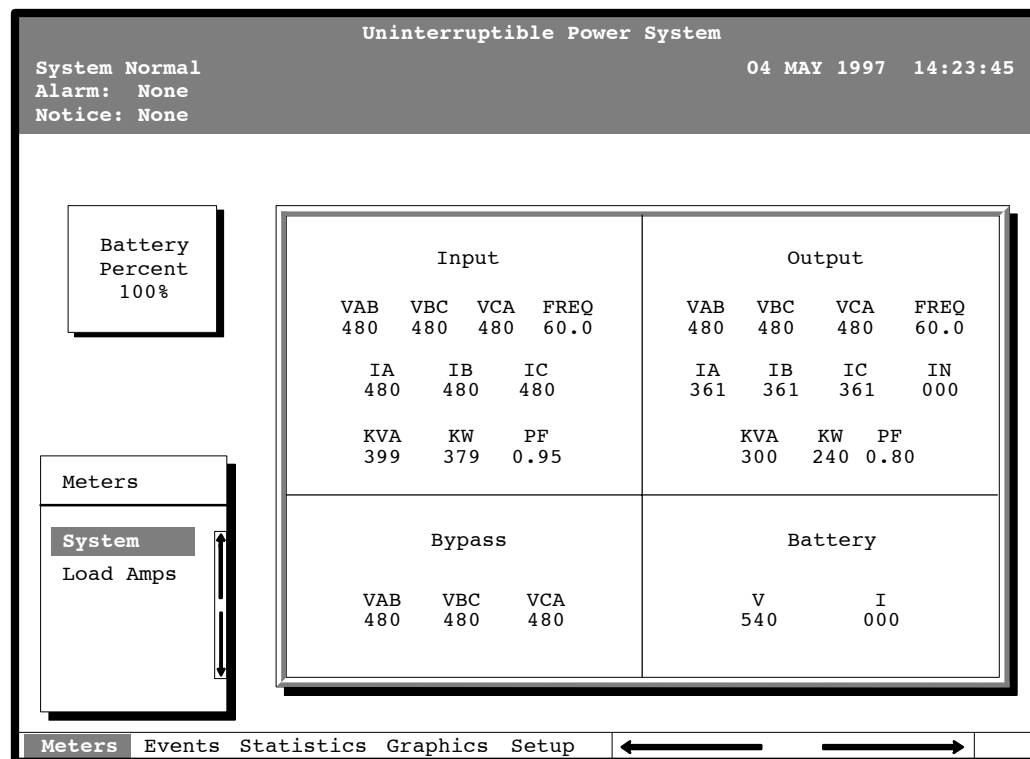 Uninterruptible Power System
System Normal 04 MAY 1997 14:23:45
Alarm: None
Notice: None
Battery
Percent
100%
Meters
System
Load Amps
Input
VAB VBC VCA FREQ
480 480 480 60.0
IA IB IC
480 480 480
KVA KW PF
399 379 0.95
Output
VAB VBC VCA FREQ
480 480 480 60.0
IA IB IC IN
361 361 361 000
KVA KW PF
300 240 0.80
Bypass
VAB VBC VCA
480 480 480
Battery
V I
540 000
Meters Events Statistics Graphics Setup